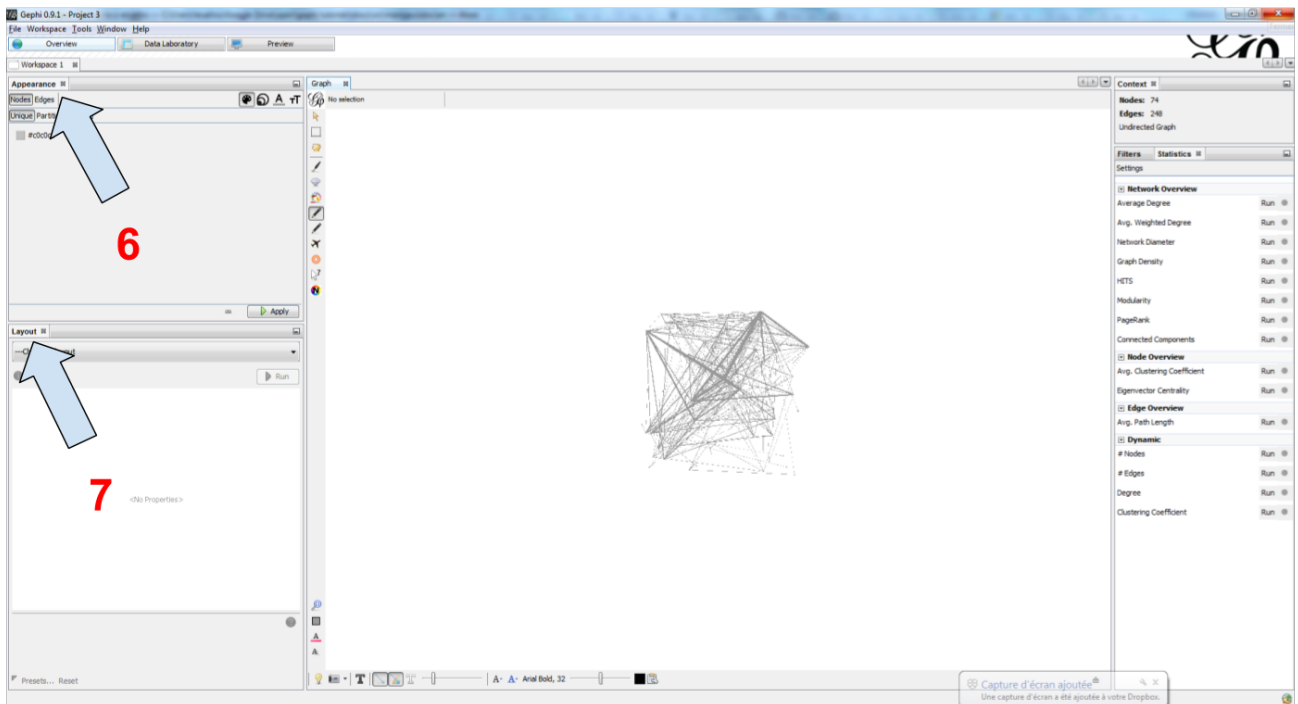 Gephi 0.9.1 - Project 3
File Workspace Tools Window Help
Overview Data Laboratory Preview
Workspace 1
Appearance
Nodes Edges
Unique
6
Apply
Layout
Run
7
<No Properties>
Presets... Reset
Graph
No selection
Arial Bold, 32
Context
Nodes: 74
Edges: 248
Undirected Graph
Filters Statistics
Settings
Network Overview
Average Degree Run
Avg. Weighted Degree Run
Network Diameter Run
Graph Density Run
HITS Run
Modularity Run
PageRank Run
Connected Components Run
Node Overview
Avg. Clustering Coefficient Run
Eigenvector Centrality Run
Edge Overview
Avg. Path Length Run
Dynamic
# Nodes Run
# Edges Run
Degree Run
Clustering Coefficient Run
Capture d'écran ajoutée
Une capture d'écran a été ajoutée à votre Dropbox.